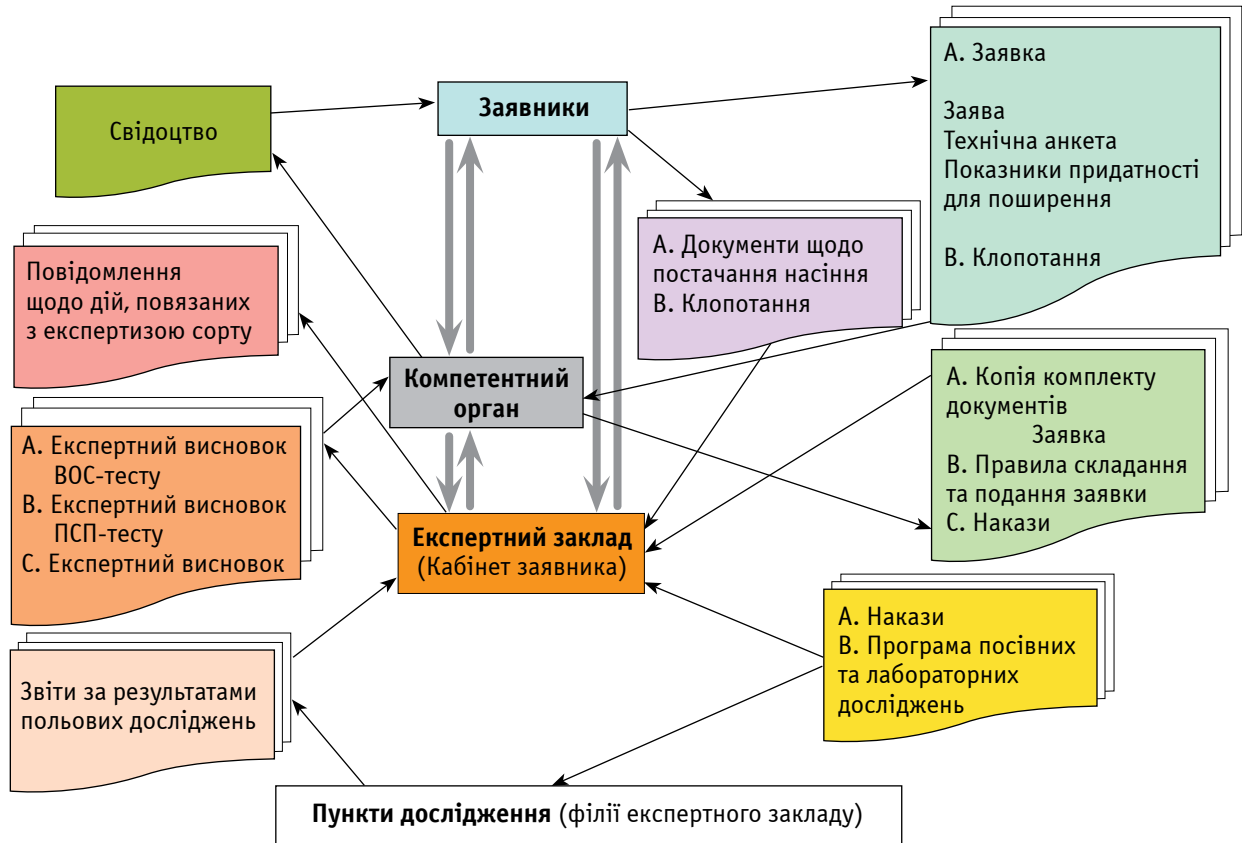 Свідоцтво
Заявники
А. Заявка
Заява
Технічна анкета
Показники придатності
для поширення
В. Клопотання
Повідомлення
щодо дій, повязаних
з експертизою сорту
А. Документи щодо
постачання насіння
В. Клопотання
Компетентний
орган
А. Копія комплекту
документів
Заявка
В. Правила складання
та подання заявки
С. Накази
А. Експертний висновок
ВОС-тесту
В. Експертний висновок
ПСП-тесту
С. Експертний висновок
Експертний заклад
(Кабінет заявника)
А. Накази
В. Програма посівних
та лабораторних
досліджень
Звіти за результатами
польових досліджень
Пункти дослідження (філії експертного закладу)